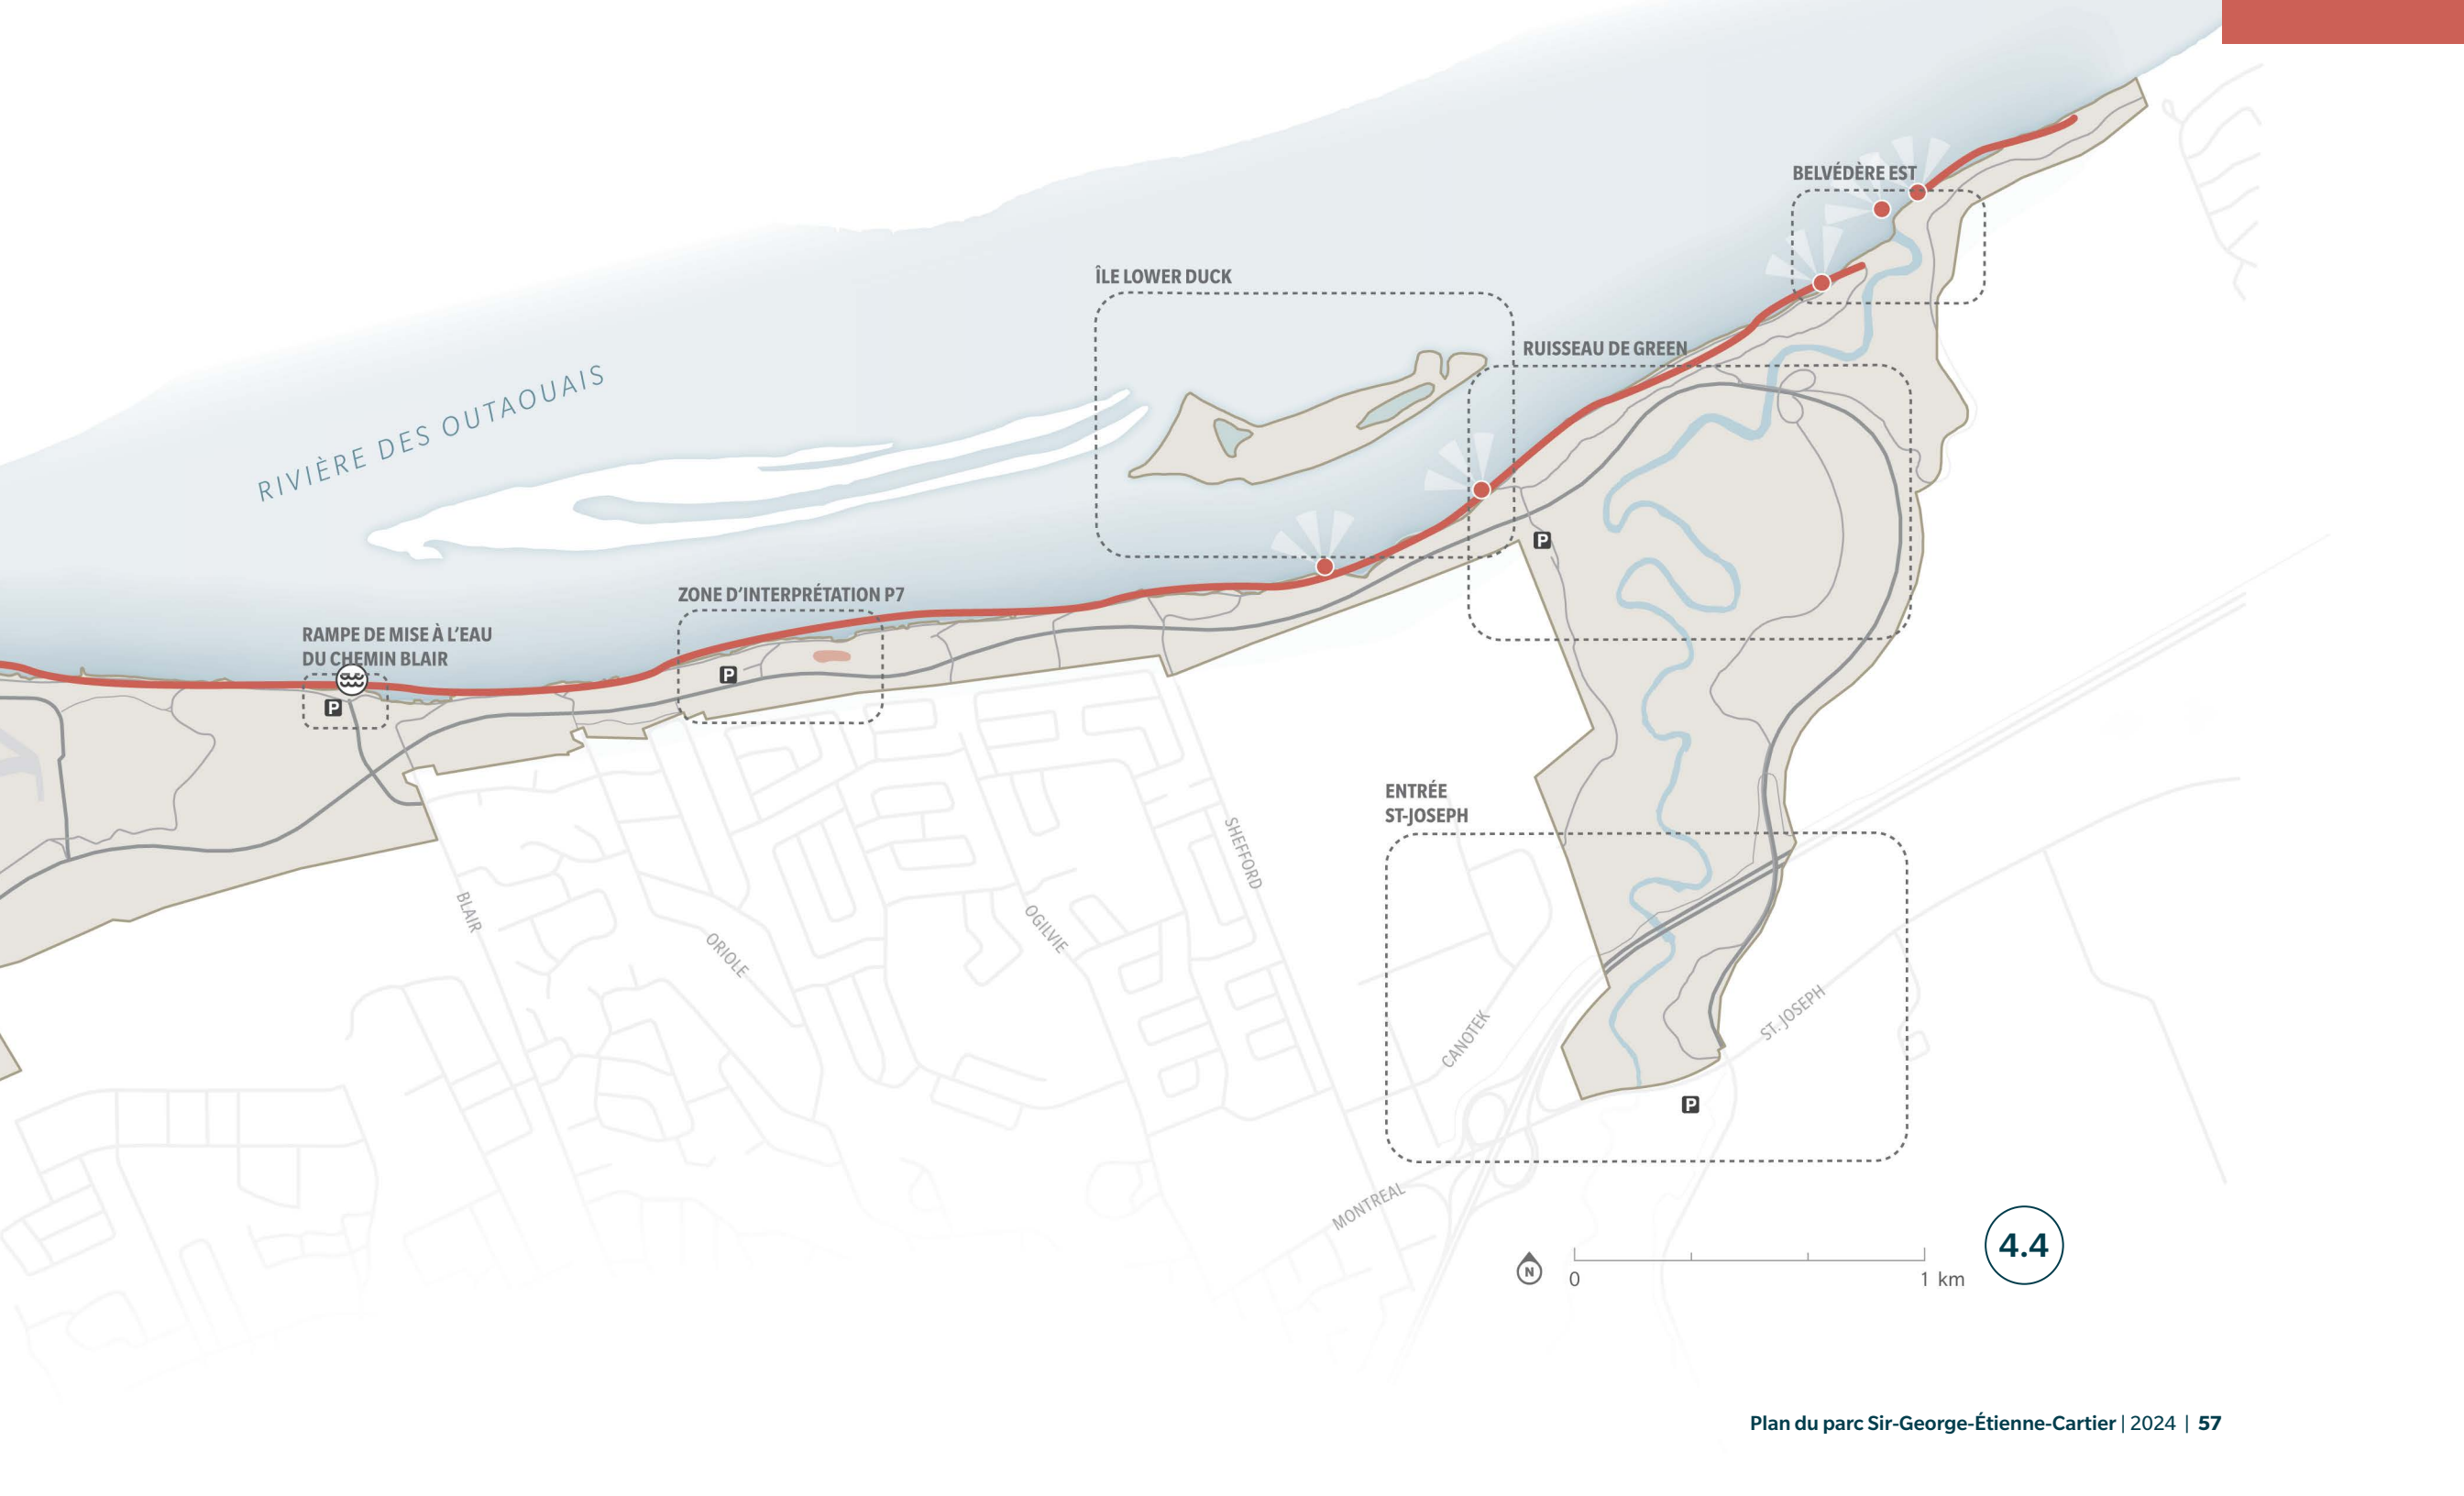 BELVÉDÈRE EST
ÎLE LOWER DUCK
RUISSEAU DE GREEN
RIVIÈRE DES OUTAOUAIS
ZONE D'INTERPRÉTATION P7
RAMPE DE MISE À L'EAU
DU CHEMIN BLAIR
P
P
P
ENTRÉE
ST-JOSEPH
SHEFFORD
BLAIR
ORIOLE
OGILVIE
CANOTEK
ST. JOSEPH
P
MONTREAL
N
0
1 km
4.4
Plan du parc Sir-George-Étienne-Cartier | 2024 | 57